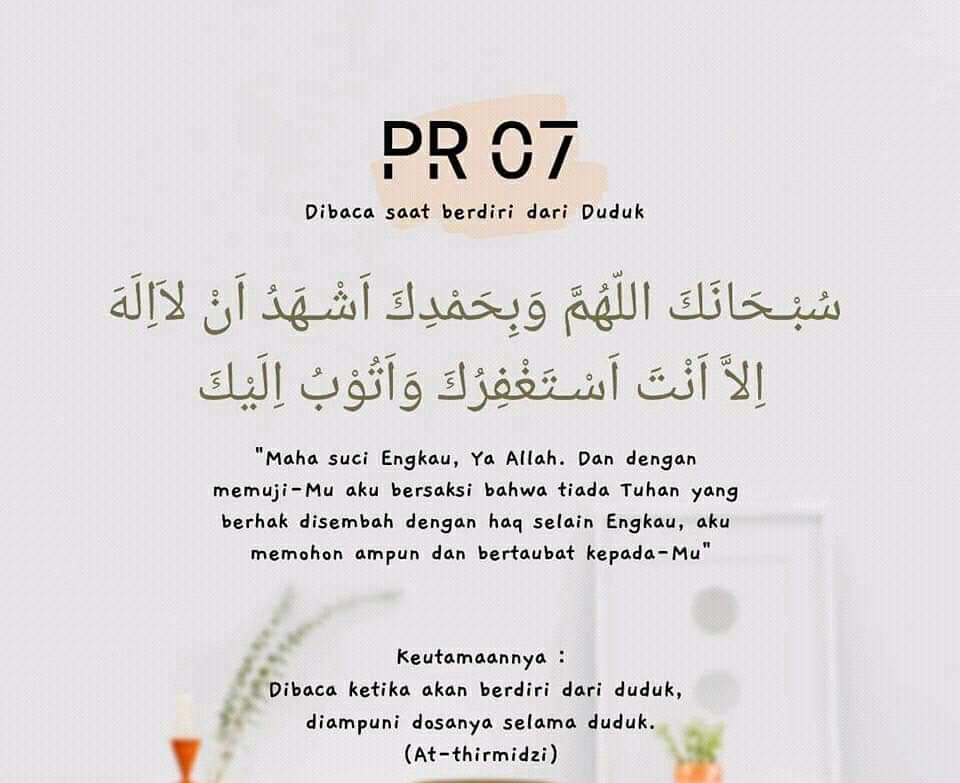 PR 07
Dibaca saat berdiri dari Duduk
سُبْحَانَكَ اللّهُمَّ وَبِحَمْدِكَ اَشْهَدُ اَنْ لاَاِلَهَ
اِلاَّ اَنْتَ اَسْتَغْفِرُكَ وَاَتُوْبُ اِلَيْكَ
"Maha suci Engkau, Ya Allah. Dan dengan
memuji-Mu aku bersaksi bahwa tiada Tuhan yang
berhak disembah dengan haq selain Engkau, aku
memohon ampun dan bertaubat kepada-Mu"
Keutamaannya :
Dibaca ketika akan berdiri dari duduk,
diampuni dosanya selama duduk.
(At-thirmidzi)